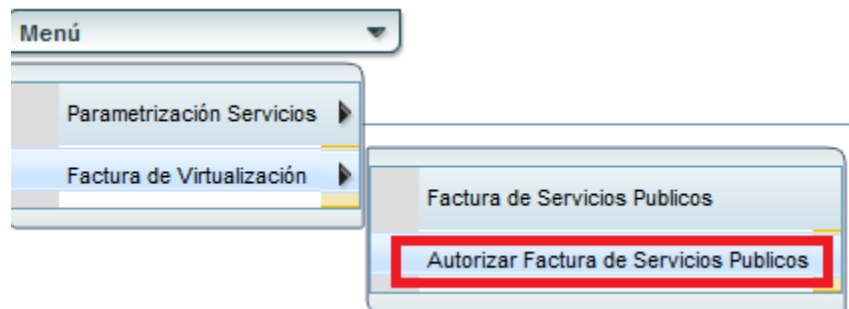 Menú
Parametrización Servicios
Factura de Virtualización
Factura de Servicios Publicos
Autorizar Factura de Servicios Publicos